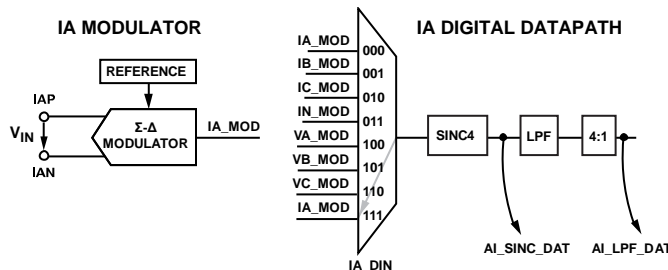 IA MODULATOR
REFERENCE
IAP
VIN
IAN
Σ-Δ
MODULATOR
IA_MOD
IA DIGITAL DATAPATH
IA_MOD 000
IB_MOD 001
IC_MOD 010
IN_MOD 011
VA_MOD 100
VB_MOD 101
VC_MOD 110
IA_MOD 111
IA_DIN
SINC4
LPF
4:1
AI_SINC_DAT
AI_LPF_DAT